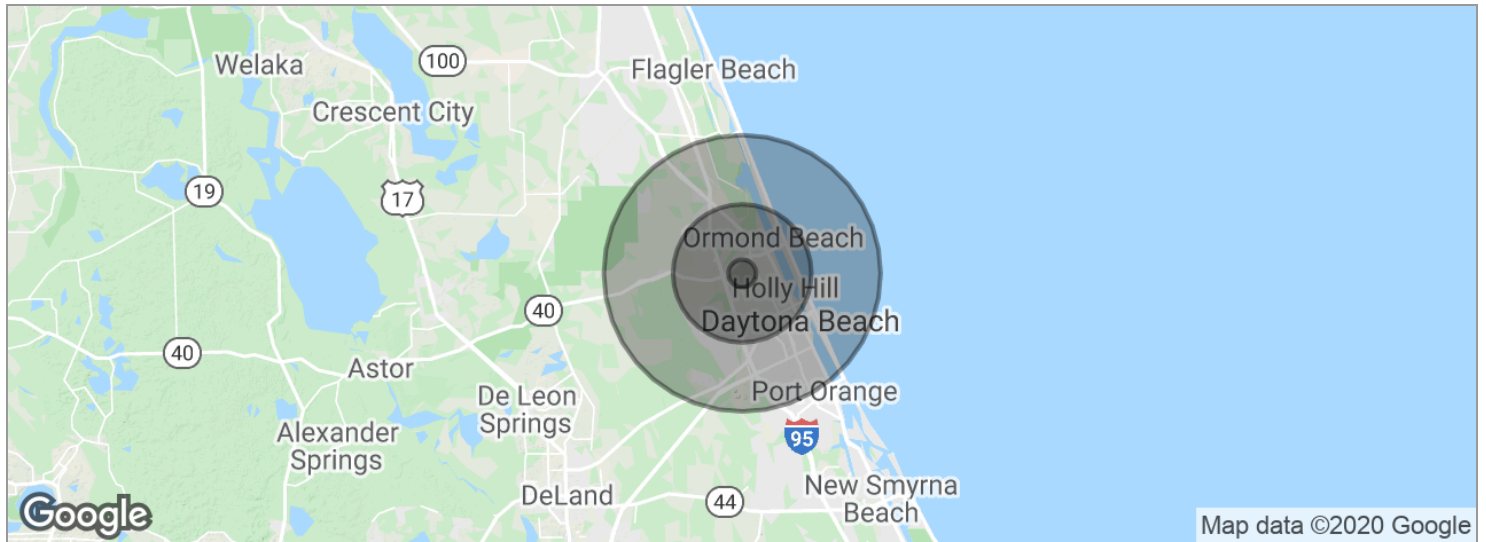 Welaka
100
Flagler Beach
Crescent City
19
17
Ormond Beach
Holly Hill
40
Daytona Beach
40
Astor
De Leon
Springs
Port Orange
Alexander
Springs
95
DeLand
44
New Smyrna
Beach
Google
Map data ©2020 Google